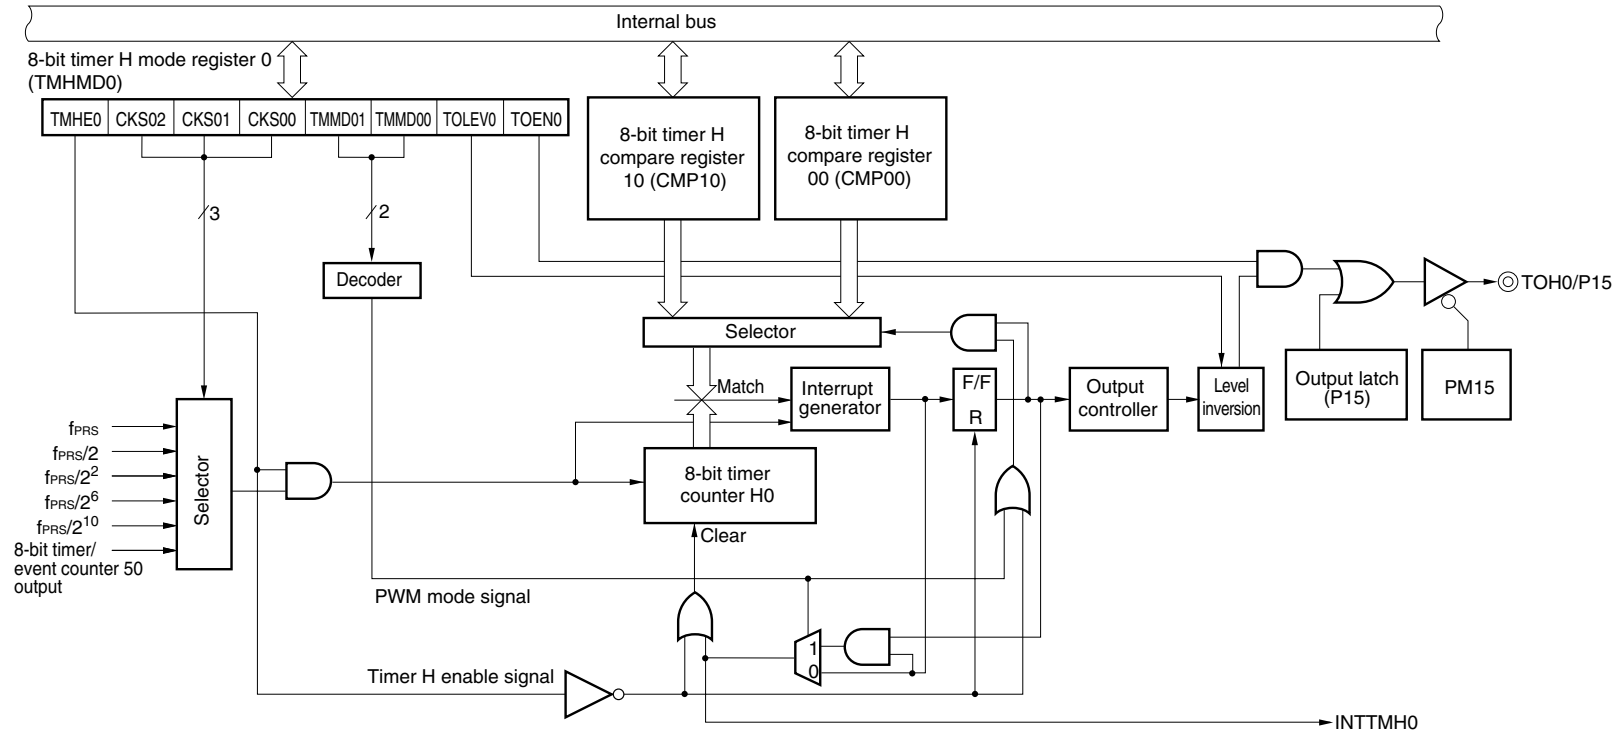 Internal bus
8-bit timer H mode register 0
(TMHMD0)
TMHE0 CKS02 CKS01 CKS00 TMMD01 TMMD00 TOLEV0 TOEN0
8-bit timer H
compare register
10 (CMP10)
8-bit timer H
compare register
00 (CMP00)
3
2
Decoder
TOH0/P15
Selector
Match
Interrupt
generator
F/F
R
Output
controller
Level
inversion
Output latch
(P15)
PM15
fPRS
fPRS/2
fPRS/2²
fPRS/2⁶
fPRS/2¹⁰
8-bit timer/
event counter 50
output
Selector
8-bit timer
counter H0
Clear
PWM mode signal
1
0
Timer H enable signal
INTTMH0